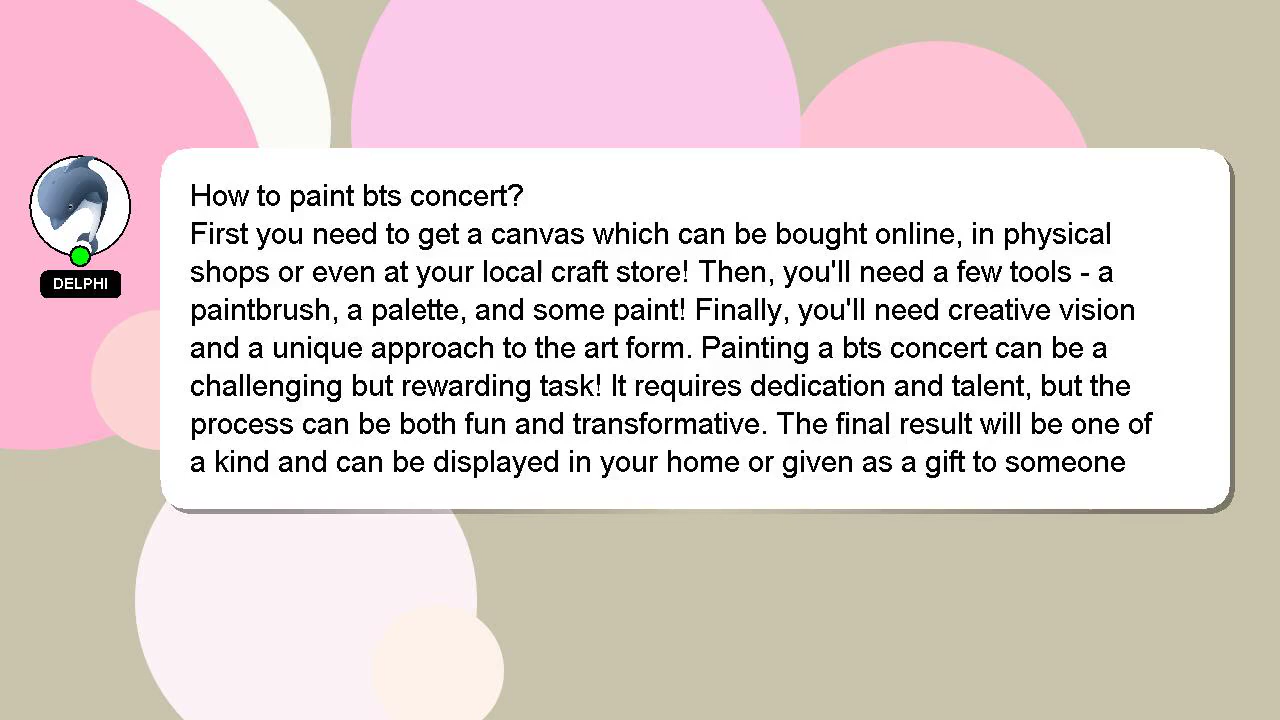 How to paint bts concert?
First you need to get a canvas which can be bought online, in physical
shops or even at your local craft store! Then, you'll need a few tools - a
paintbrush, a palette, and some paint! Finally, you'll need creative vision
and a unique approach to the art form. Painting a bts concert can be a
challenging but rewarding task! It requires dedication and talent, but the
process can be both fun and transformative. The final result will be one of
a kind and can be displayed in your home or given as a gift to someone
DELPHI